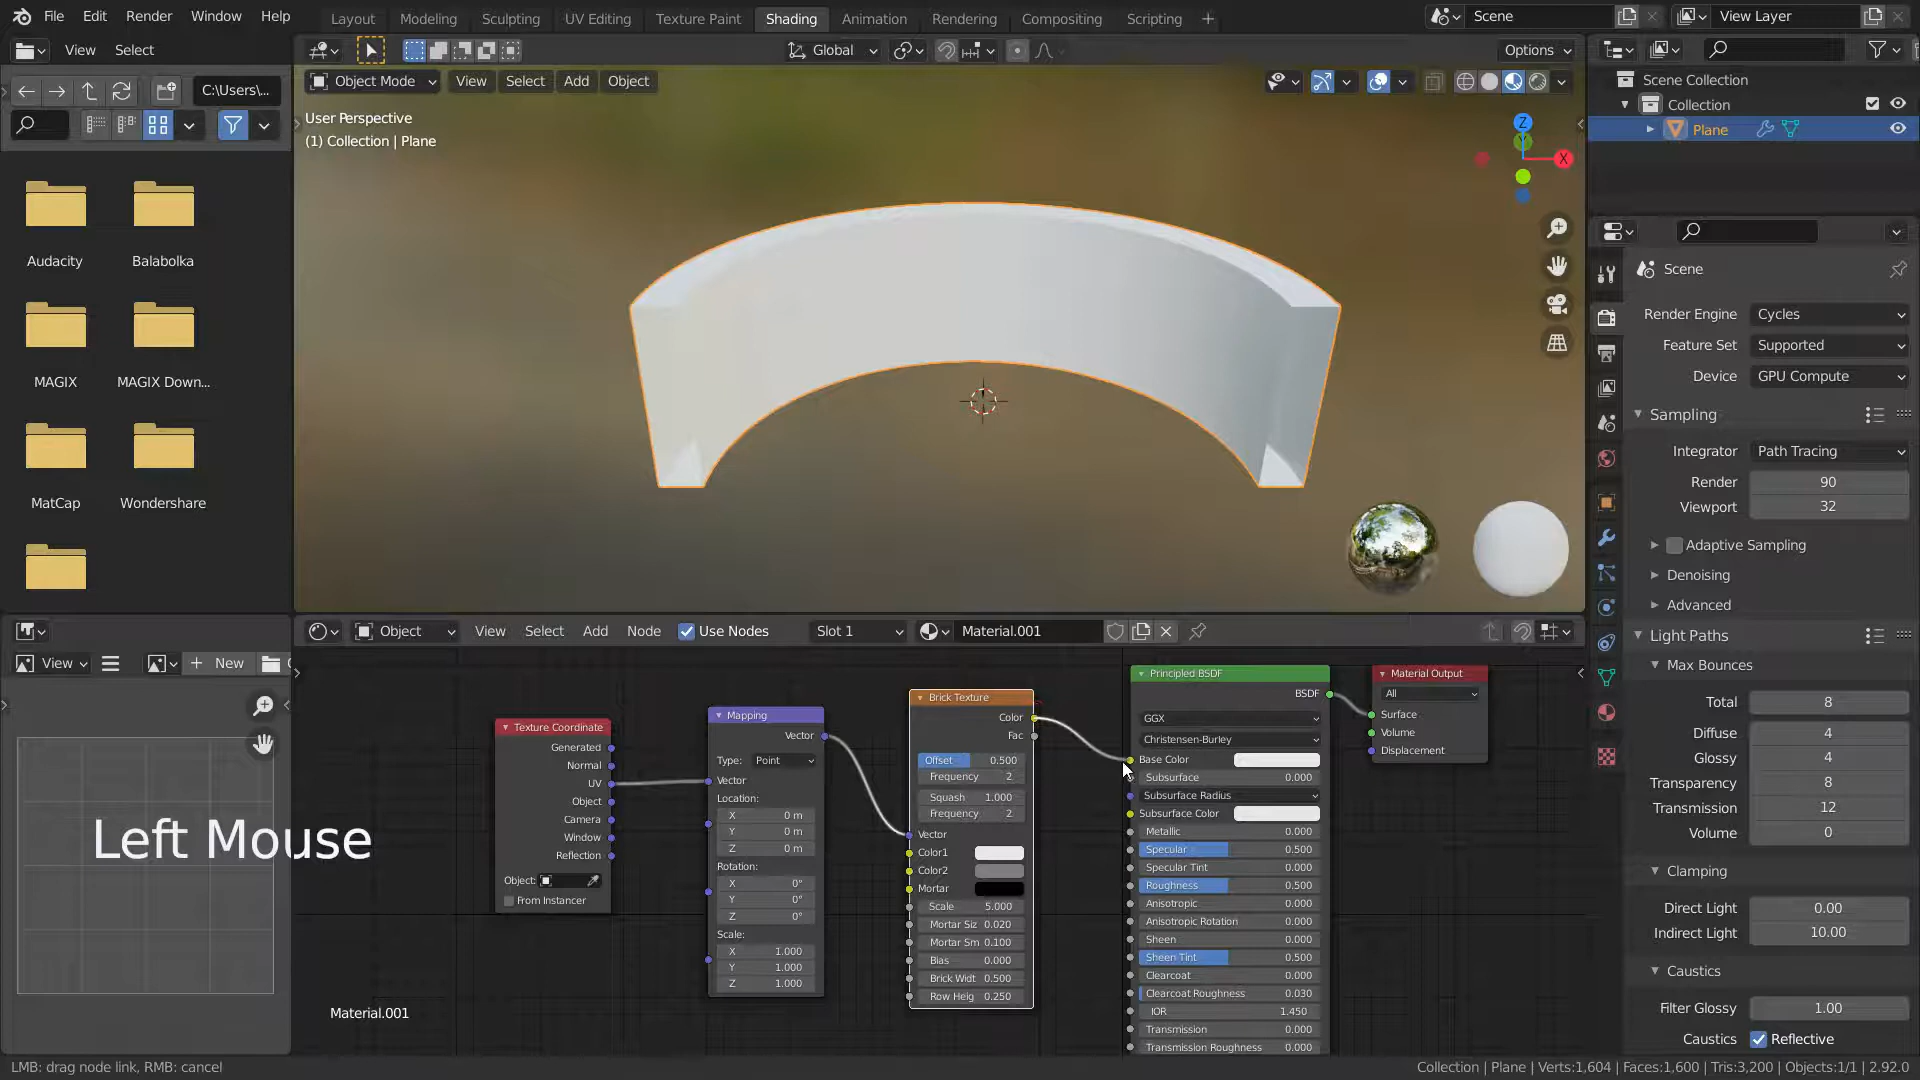 File Edit Render Window Help
Layout Modeling Sculpting UV Editing Texture Paint Shading Animation Rendering Compositing Scripting +
Scene
View Layer
View Select
Global
Options
C:\Users\...
Object Mode View Select Add Object
User Perspective
(1) Collection | Plane
Z
X
Scene Collection
Collection
Plane
Audacity
Balabolka
MAGIX
MAGIX Down...
MatCap
Wondershare
Scene
Render Engine Cycles
Feature Set Supported
Device GPU Compute
Sampling
Integrator Path Tracing
Render 90
Viewport 32
Adaptive Sampling
Denoising
Advanced
Light Paths
Max Bounces
Total 8
Diffuse 4
Glossy 4
Transparency 8
Transmission 12
Volume 0
Clamping
Direct Light 0.00
Indirect Light 10.00
Caustics
Filter Glossy 1.00
Caustics Reflective
View
+ New
Object View Select Add Node Use Nodes Slot 1 Material.001
Texture Coordinate
Generated
Normal
UV
Object
Camera
Window
Reflection
Object:
From Instancer
Mapping
Vector
Type: Point
Vector
Location:
X 0 m
Y 0 m
Z 0 m
Rotation:
X 0°
Y 0°
Z 0°
Scale:
X 1.000
Y 1.000
Z 1.000
Brick Texture
Color
Fac
Offset 0.500
Frequency 2
Squash 1.000
Frequency 2
Vector
Color1
Color2
Mortar
Scale 5.000
Mortar Siz 0.020
Mortar Sm 0.100
Bias 0.000
Brick Widt 0.500
Row Heig 0.250
Principled BSDF
BSDF
GGX
Christensen-Burley
Base Color
Subsurface 0.000
Subsurface Radius
Subsurface Color
Metallic 0.000
Specular 0.500
Specular Tint 0.000
Roughness 0.500
Anisotropic 0.000
Anisotropic Rotation 0.000
Sheen 0.000
Sheen Tint 0.500
Clearcoat 0.000
Clearcoat Roughness 0.030
IOR 1.450
Transmission 0.000
Transmission Roughness 0.000
Material Output
All
Surface
Volume
Displacement
Left Mouse
Material.001
LMB: drag node link, RMB: cancel
Collection | Plane | Verts:1,604 | Faces:1,600 | Tris:3,200 | Objects:1/1 | 2.92.0